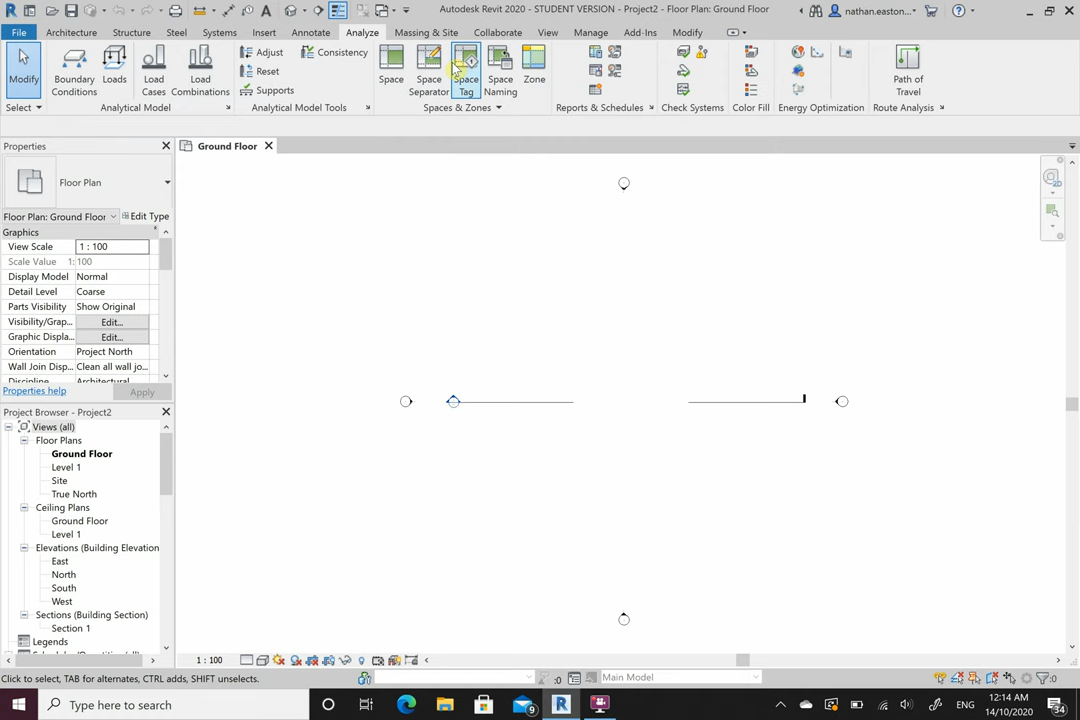 Autodesk Revit 2020 - STUDENT VERSION - Project2 - Floor Plan: Ground Floor
nathan.easton...
File Architecture Structure Steel Systems Insert Annotate Analyze Massing & Site Collaborate View Manage Add-Ins Modify
Modify
Boundary
Conditions
Loads
Load
Cases
Load
Combinations
Adjust
Reset
Supports
Consistency
Space
Space
Separator
Space
Tag
Space
Naming
Zone
Path of
Travel
Select Analytical Model Analytical Model Tools Spaces & Zones Reports & Schedules Check Systems Color Fill Energy Optimization Route Analysis
Properties
Ground Floor
Floor Plan
Floor Plan: Ground Floor Edit Type
Graphics
View Scale 1 : 100
Scale Value 1: 100
Display Model Normal
Detail Level Coarse
Parts Visibility Show Original
Visibility/Grap... Edit...
Graphic Displa... Edit...
Orientation Project North
Wall Join Disp... Clean all wall jo...
Discipline Architectural
Properties help Apply
Project Browser - Project2
Views (all)
Floor Plans
Ground Floor
Level 1
Site
True North
Ceiling Plans
Ground Floor
Level 1
Elevations (Building Elevation
East
North
South
West
Sections (Building Section)
Section 1
Legends
1 : 100
Click to select, TAB for alternates, CTRL adds, SHIFT unselects.
:0
Main Model
:0
Type here to search
9
ENG
12:14 AM
14/10/2020
34